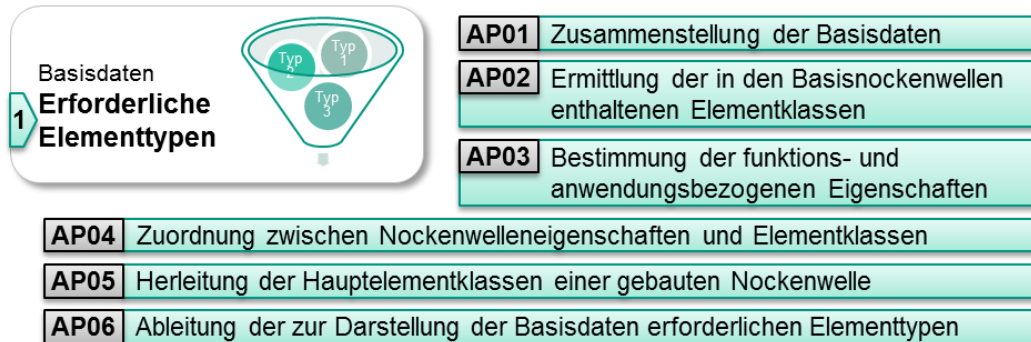 Basisdaten
1 Erforderliche
Elementtypen
Typ
1
Typ
2
Typ
3
AP01 Zusammenstellung der Basisdaten
AP02 Ermittlung der in den Basisnockenwellen
enthaltenen Elementklassen
AP03 Bestimmung der funktions- und
anwendungsbezogenen Eigenschaften
AP04 Zuordnung zwischen Nockenwelleneigenschaften und Elementklassen
AP05 Herleitung der Hauptelementklassen einer gebauten Nockenwelle
AP06 Ableitung der zur Darstellung der Basisdaten erforderlichen Elementtypen